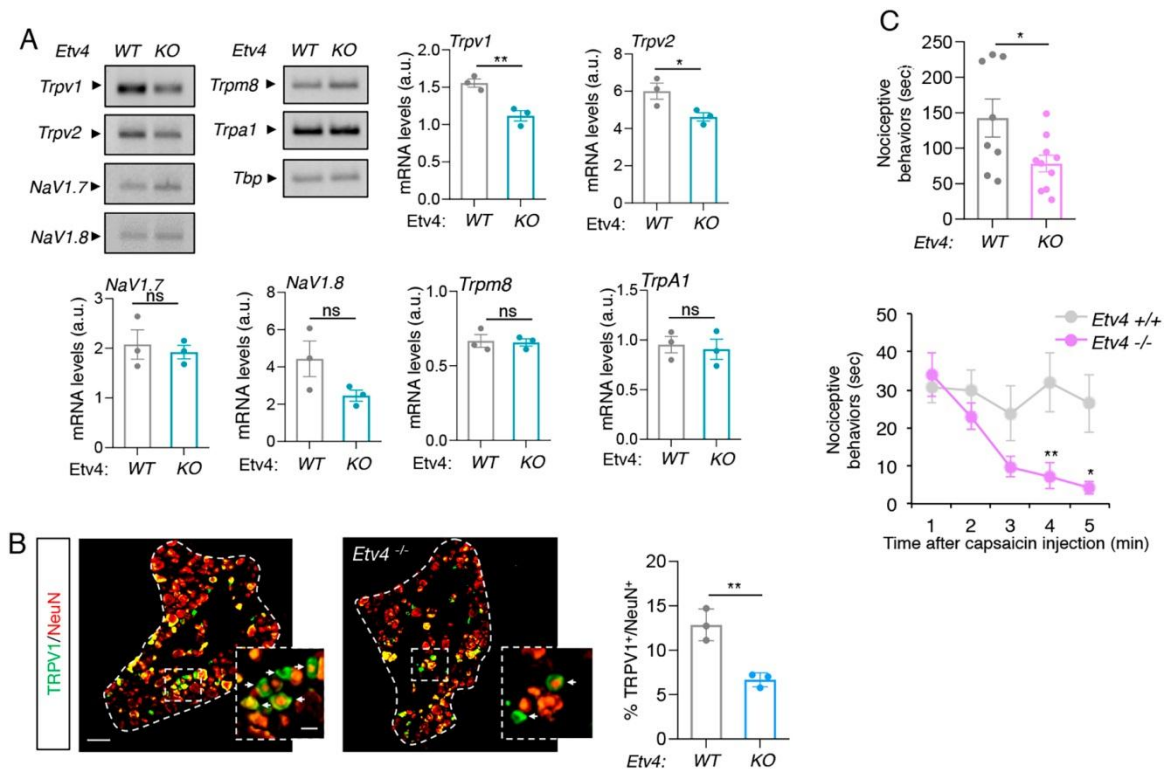 A
Etv4 WT KO
Trpv1
Trpv2
NaV1.7
NaV1.8
Etv4 WT KO
Trpm8
Trpa1
Tbp
Trpv1
**
mRNA levels (a.u.)
2.0
1.5
1.0
0.5
0.0
Etv4: WT KO
Trpv2
*
mRNA levels (a.u.)
8
6
4
2
0
Etv4: WT KO
NaV1.7
ns
mRNA levels (a.u.)
3
2
1
0
Etv4: WT KO
NaV1.8
ns
mRNA levels (a.u.)
8
6
4
2
0
Etv4: WT KO
Trpm8
ns
mRNA levels (a.u.)
1.0
0.5
0.0
Etv4: WT KO
TrpA1
ns
mRNA levels (a.u.)
1.5
1.0
0.5
0.0
Etv4: WT KO
B
TRPV1/NeuN
Etv4 -/-
% TRPV1+/NeuN+
**
20
15
10
5
0
Etv4: WT KO
C
*
Nociceptive
behaviors (sec)
250
200
150
100
50
0
Etv4: WT KO
Etv4 +/+
Etv4 -/-
Nociceptive
behaviors (sec)
50
40
30
20
10
0
** *
1 2 3 4 5
Time after capsaicin injection (min)